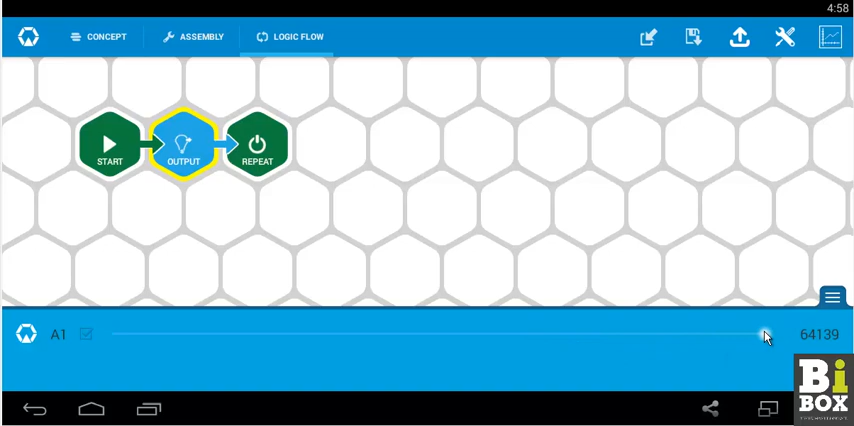 4:58
CONCEPT
ASSEMBLY
LOGIC FLOW
START
OUTPUT
REPEAT
A1
64139
Bi
BOX